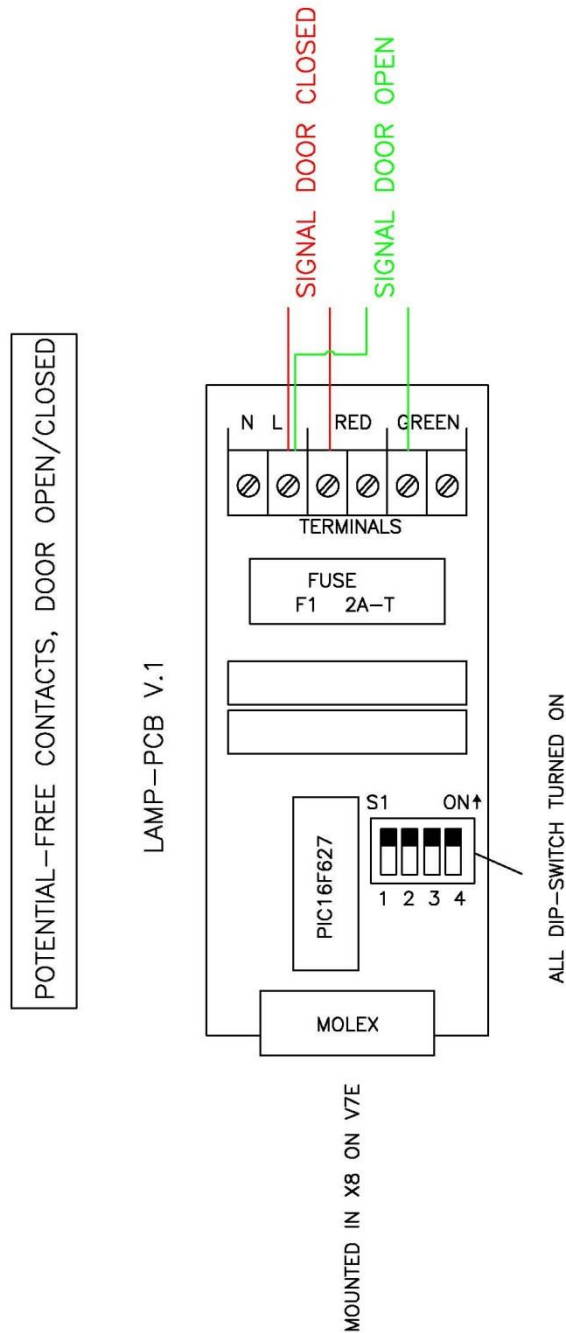 POTENTIAL-FREE CONTACTS, DOOR OPEN/CLOSED
LAMP-PCB V.1
SIGNAL DOOR CLOSED
SIGNAL DOOR OPEN
N L RED GREEN
TERMINALS
FUSE
F1 2A-T
PIC16F627
S1 ON↑
1 2 3 4
MOLEX
ALL DIP-SWITCH TURNED ON
MOUNTED IN X8 ON V7E